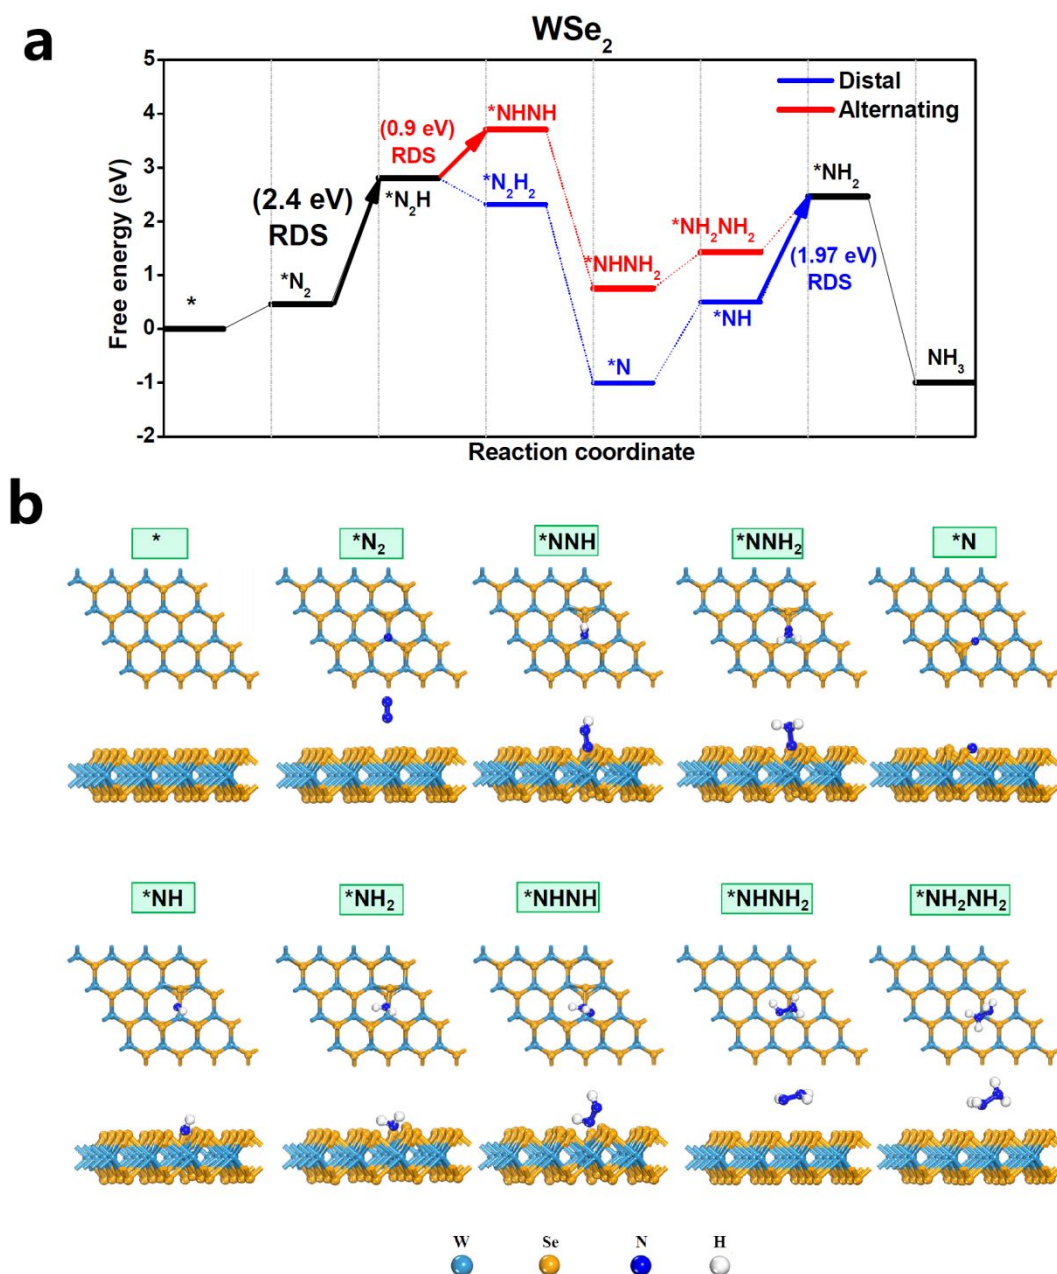 a
WSe₂
5
4
3
2
1
0
-1
-2
Free energy (eV)
Reaction coordinate
Distal
Alternating
*
*N₂
(2.4 eV)
RDS
*N₂H
(0.9 eV)
RDS
*NHNH
*N₂H₂
*NHNH₂
*N
*NH₂NH₂
*NH
(1.97 eV)
RDS
*NH₂
NH₃
b
* *N₂ *NNH *NNH₂ *N
*NH *NH₂ *NHNH *NHNH₂ *NH₂NH₂
W Se N H